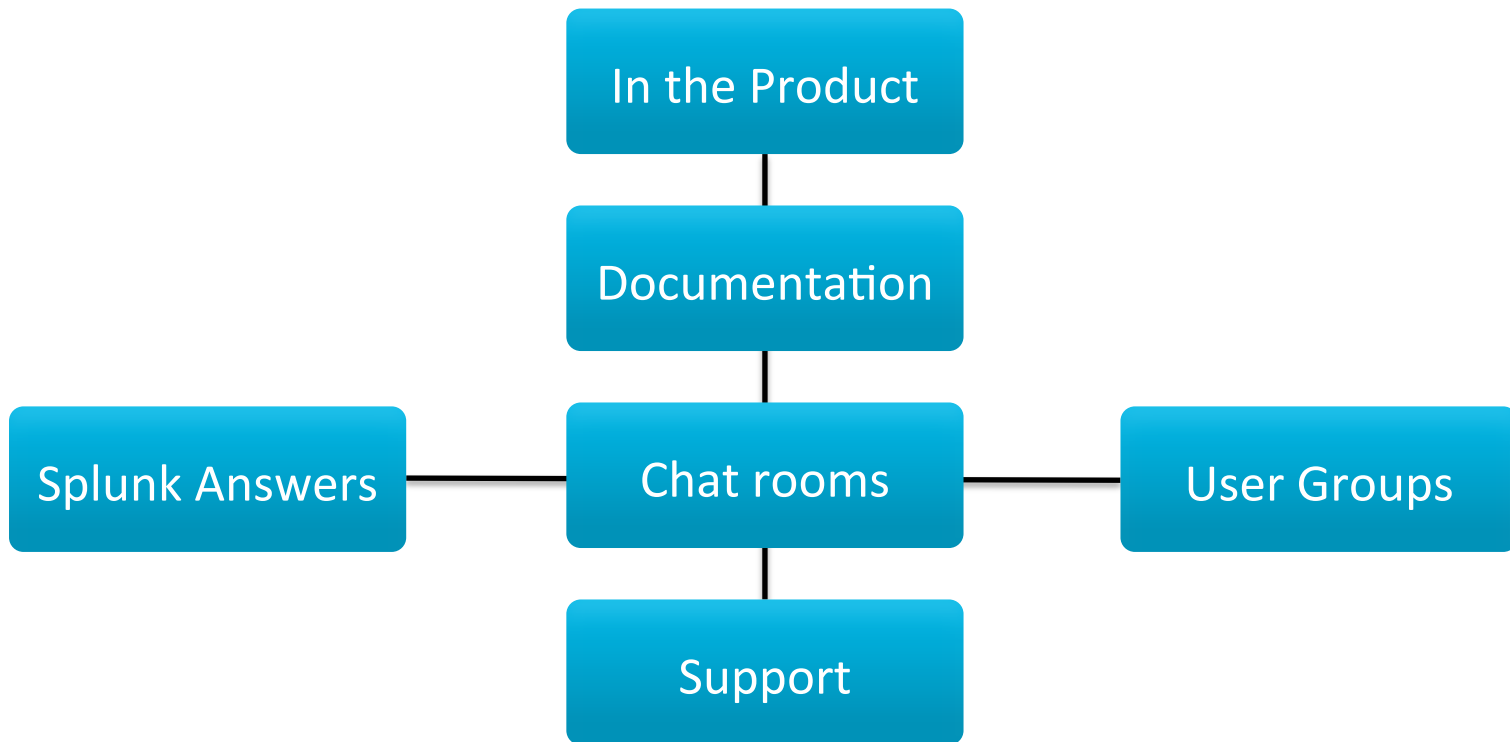 In the Product
Documentation
Splunk Answers
Chat rooms
User Groups
Support